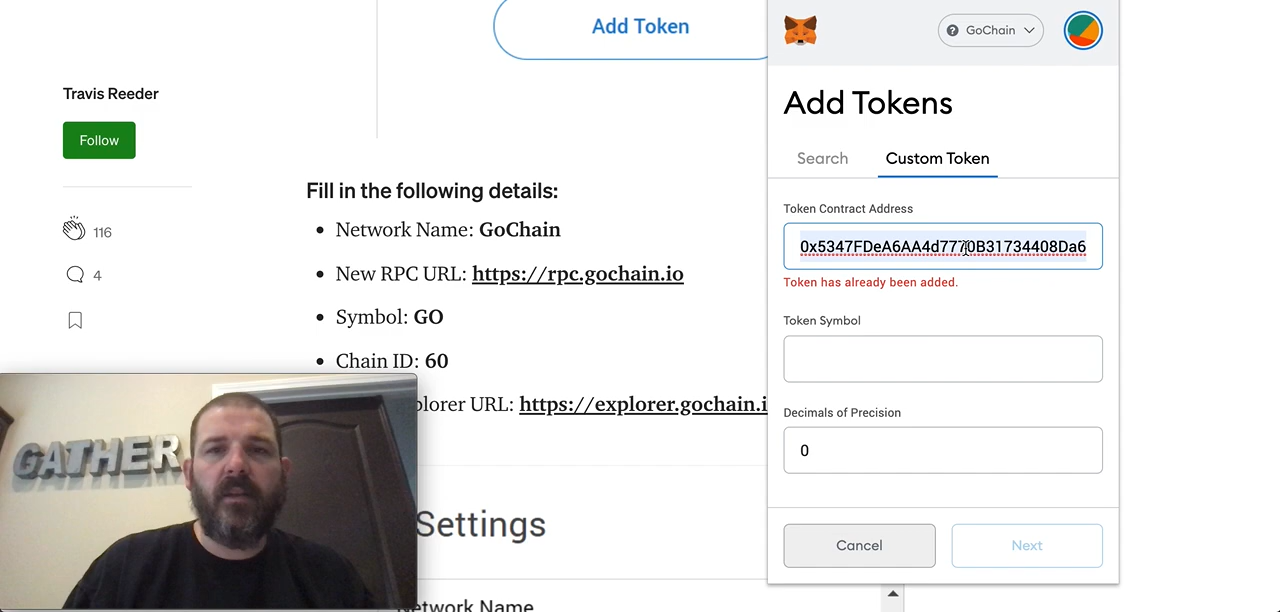 Add Token
Travis Reeder
Follow
116
4
Fill in the following details:
Network Name: GoChain
New RPC URL: https://rpc.gochain.io
Symbol: GO
Chain ID: 60
plorer URL: https://explorer.gochain.i
Settings
Network Name
GATHER
GoChain
Add Tokens
Search
Custom Token
Token Contract Address
0x5347FDeA6AA4d7770B31734408Da6
Token has already been added.
Token Symbol
Decimals of Precision
0
Cancel
Next